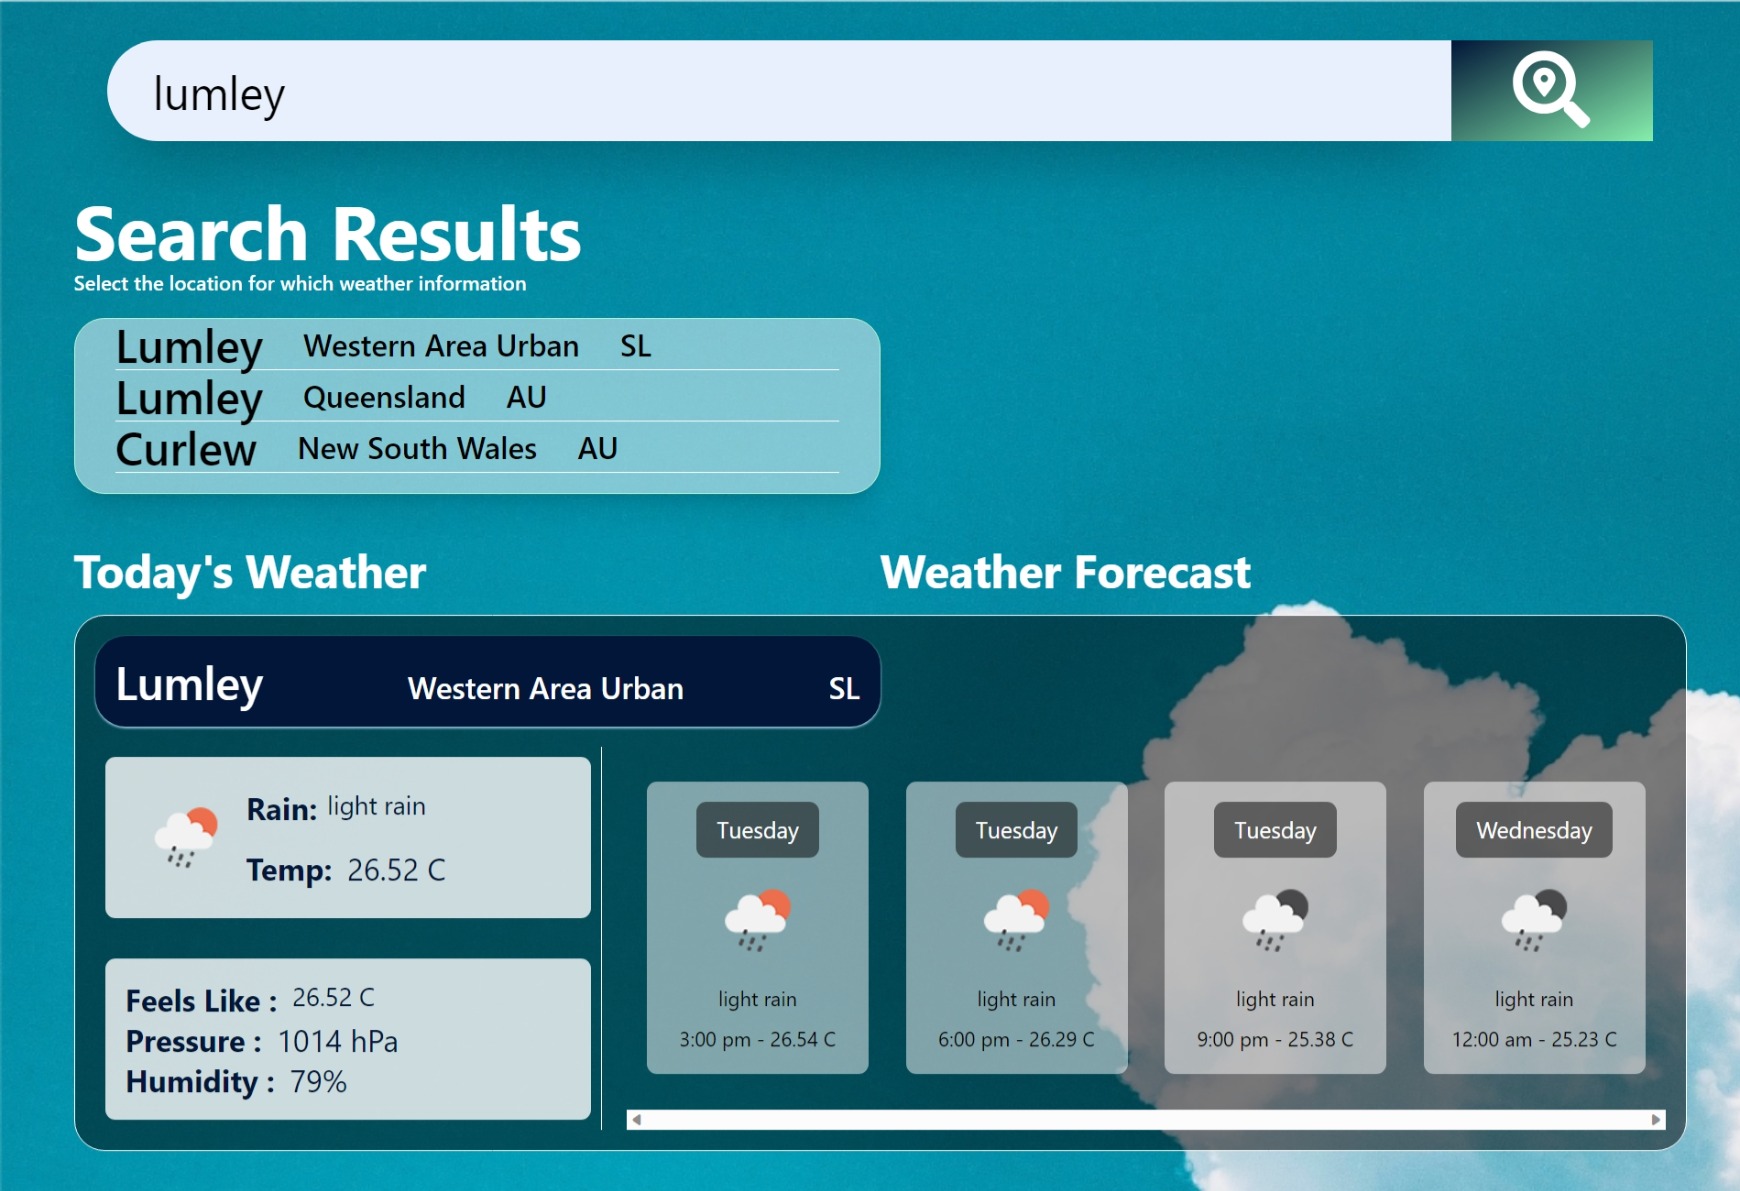 lumley
Search Results
Select the location for which weather information
Lumley Western Area Urban SL
Lumley Queensland AU
Curlew New South Wales AU
Today's Weather
Weather Forecast
Lumley Western Area Urban SL
Rain: light rain
Temp: 26.52 C
Feels Like : 26.52 C
Pressure : 1014 hPa
Humidity : 79%
Tuesday
light rain
3:00 pm - 26.54 C
Tuesday
light rain
6:00 pm - 26.29 C
Tuesday
light rain
9:00 pm - 25.38 C
Wednesday
light rain
12:00 am - 25.23 C